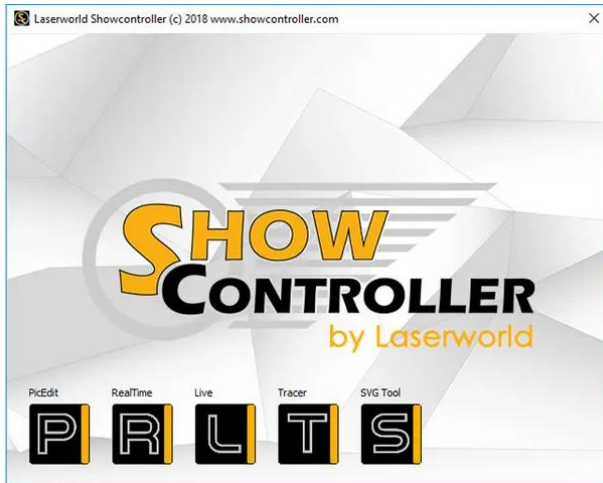 Laserworld Showcontroller (c) 2018 www.showcontroller.com
SHOW
CONTROLLER
by Laserworld
PicEdit RealTime Live Tracer SVG Tool
P R L T S